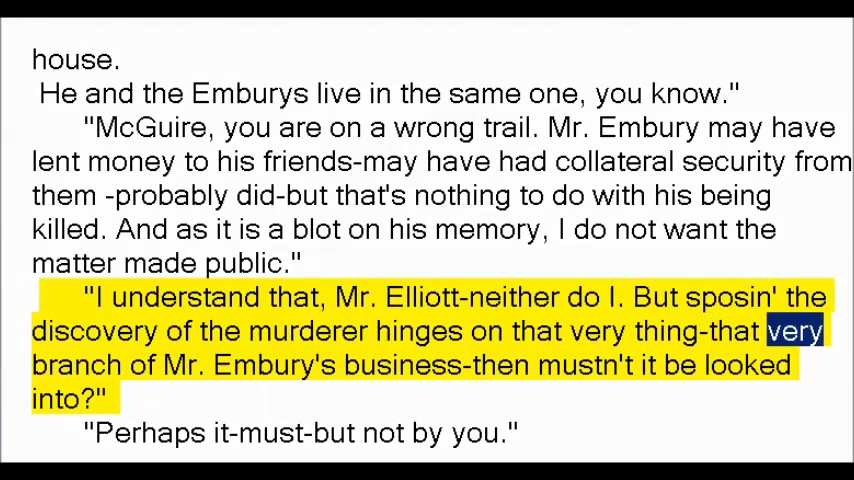 house.
He and the Emburys live in the same one, you know."
"McGuire, you are on a wrong trail. Mr. Embury may have
lent money to his friends-may have had collateral security from
them -probably did-but that's nothing to do with his being
killed. And as it is a blot on his memory, I do not want the
matter made public."
"I understand that, Mr. Elliott-neither do I. But sposin' the
discovery of the murderer hinges on that very thing-that very
branch of Mr. Embury's business-then mustn't it be looked
into?"
"Perhaps it-must-but not by you."